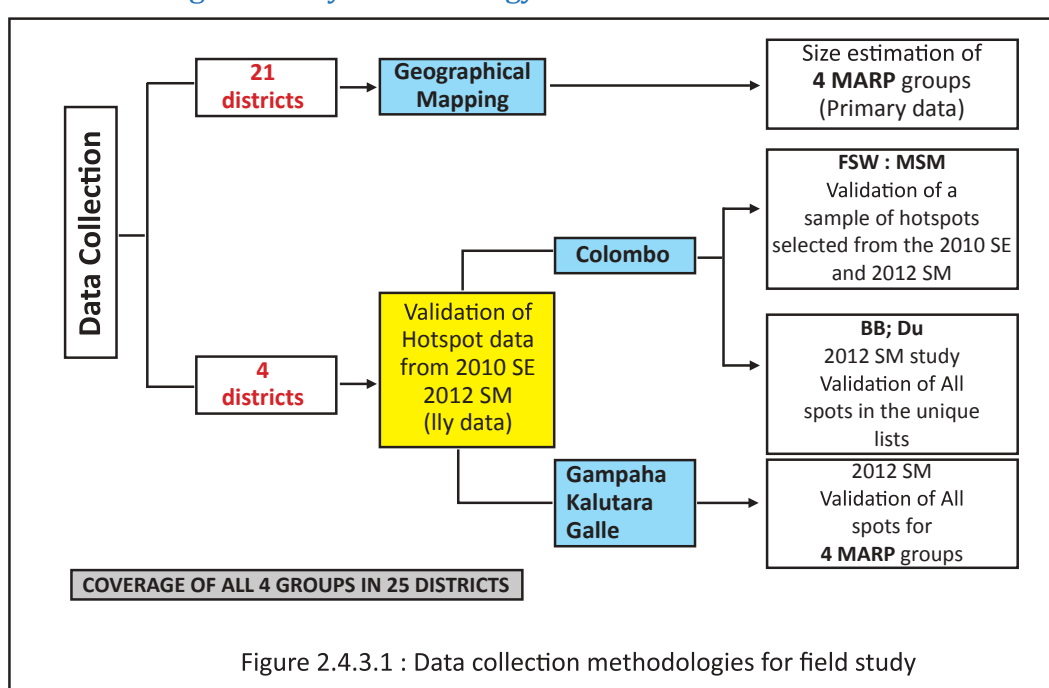 Data Collection
21
districts
Geographical
Mapping
Size estimation of
4 MARP groups
(Primary data)
FSW : MSM
Validation of a
sample of hotspots
selected from the 2010 SE
and 2012 SM
Colombo
Validation of
Hotspot data
from 2010 SE
2012 SM
(lly data)
4
districts
BB; Du
2012 SM study
Validation of All
spots in the unique
lists
Gampaha
Kalutara
Galle
2012 SM
Validation of All
spots for
4 MARP groups
COVERAGE OF ALL 4 GROUPS IN 25 DISTRICTS
Figure 2.4.3.1 : Data collection methodologies for field study